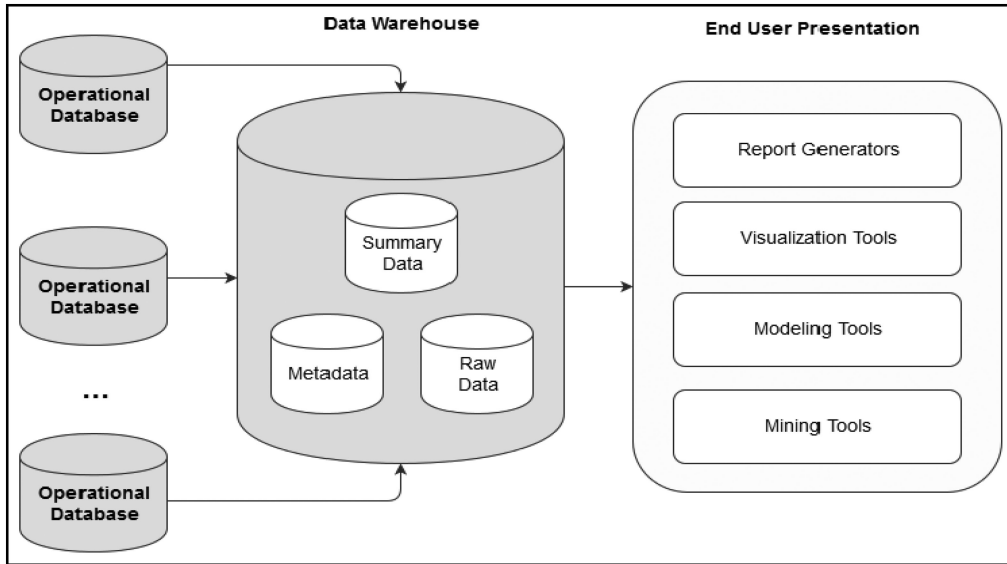 Data Warehouse
End User Presentation
Operational
Database
Operational
Database
...
Operational
Database
Summary
Data
Metadata
Raw
Data
Report Generators
Visualization Tools
Modeling Tools
Mining Tools